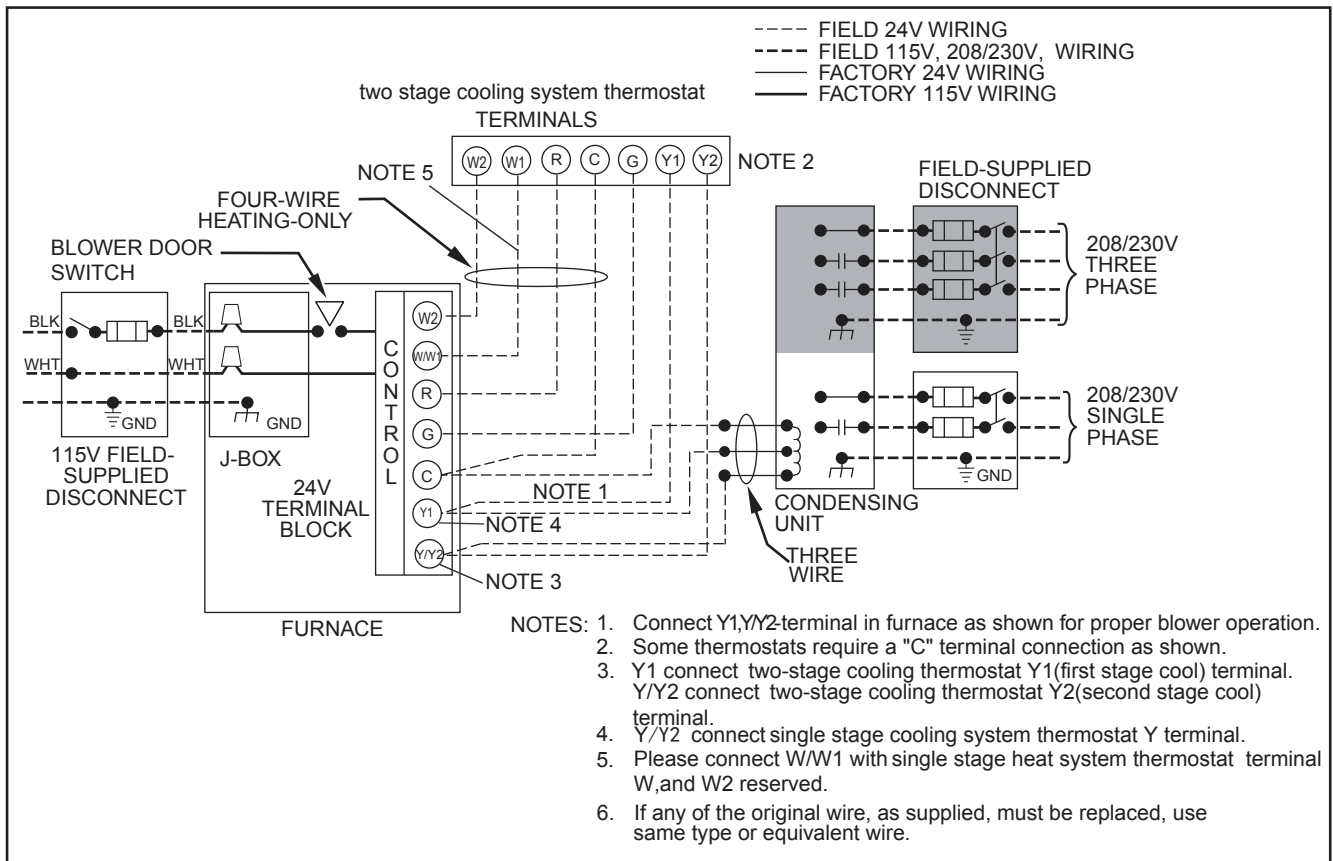 FIELD 24V WIRING
FIELD 115V, 208/230V, WIRING
FACTORY 24V WIRING
FACTORY 115V WIRING
two stage cooling system thermostat
TERMINALS
W2 W1 R C G Y1 Y2
NOTE 2
NOTE 5
FOUR-WIRE
HEATING-ONLY
BLOWER DOOR
SWITCH
BLK
BLK
WHT
WHT
GND
GND
115V FIELD-
SUPPLIED
DISCONNECT
J-BOX
24V
TERMINAL
BLOCK
CONTROL
W2
W/W1
R
G
C
Y1
Y/Y2
NOTE 1
NOTE 4
NOTE 3
FURNACE
FIELD-SUPPLIED
DISCONNECT
208/230V
THREE
PHASE
208/230V
SINGLE
PHASE
GND
CONDENSING
UNIT
THREE
WIRE
NOTES: 1. Connect Y1,Y/Y2-terminal in furnace as shown for proper blower operation.
2. Some thermostats require a "C" terminal connection as shown.
3. Y1 connect two-stage cooling thermostat Y1(first stage cool) terminal.
Y/Y2 connect two-stage cooling thermostat Y2(second stage cool)
terminal.
4. Y/Y2 connect single stage cooling system thermostat Y terminal.
5. Please connect W/W1 with single stage heat system thermostat terminal
W,and W2 reserved.
6. If any of the original wire, as supplied, must be replaced, use
same type or equivalent wire.